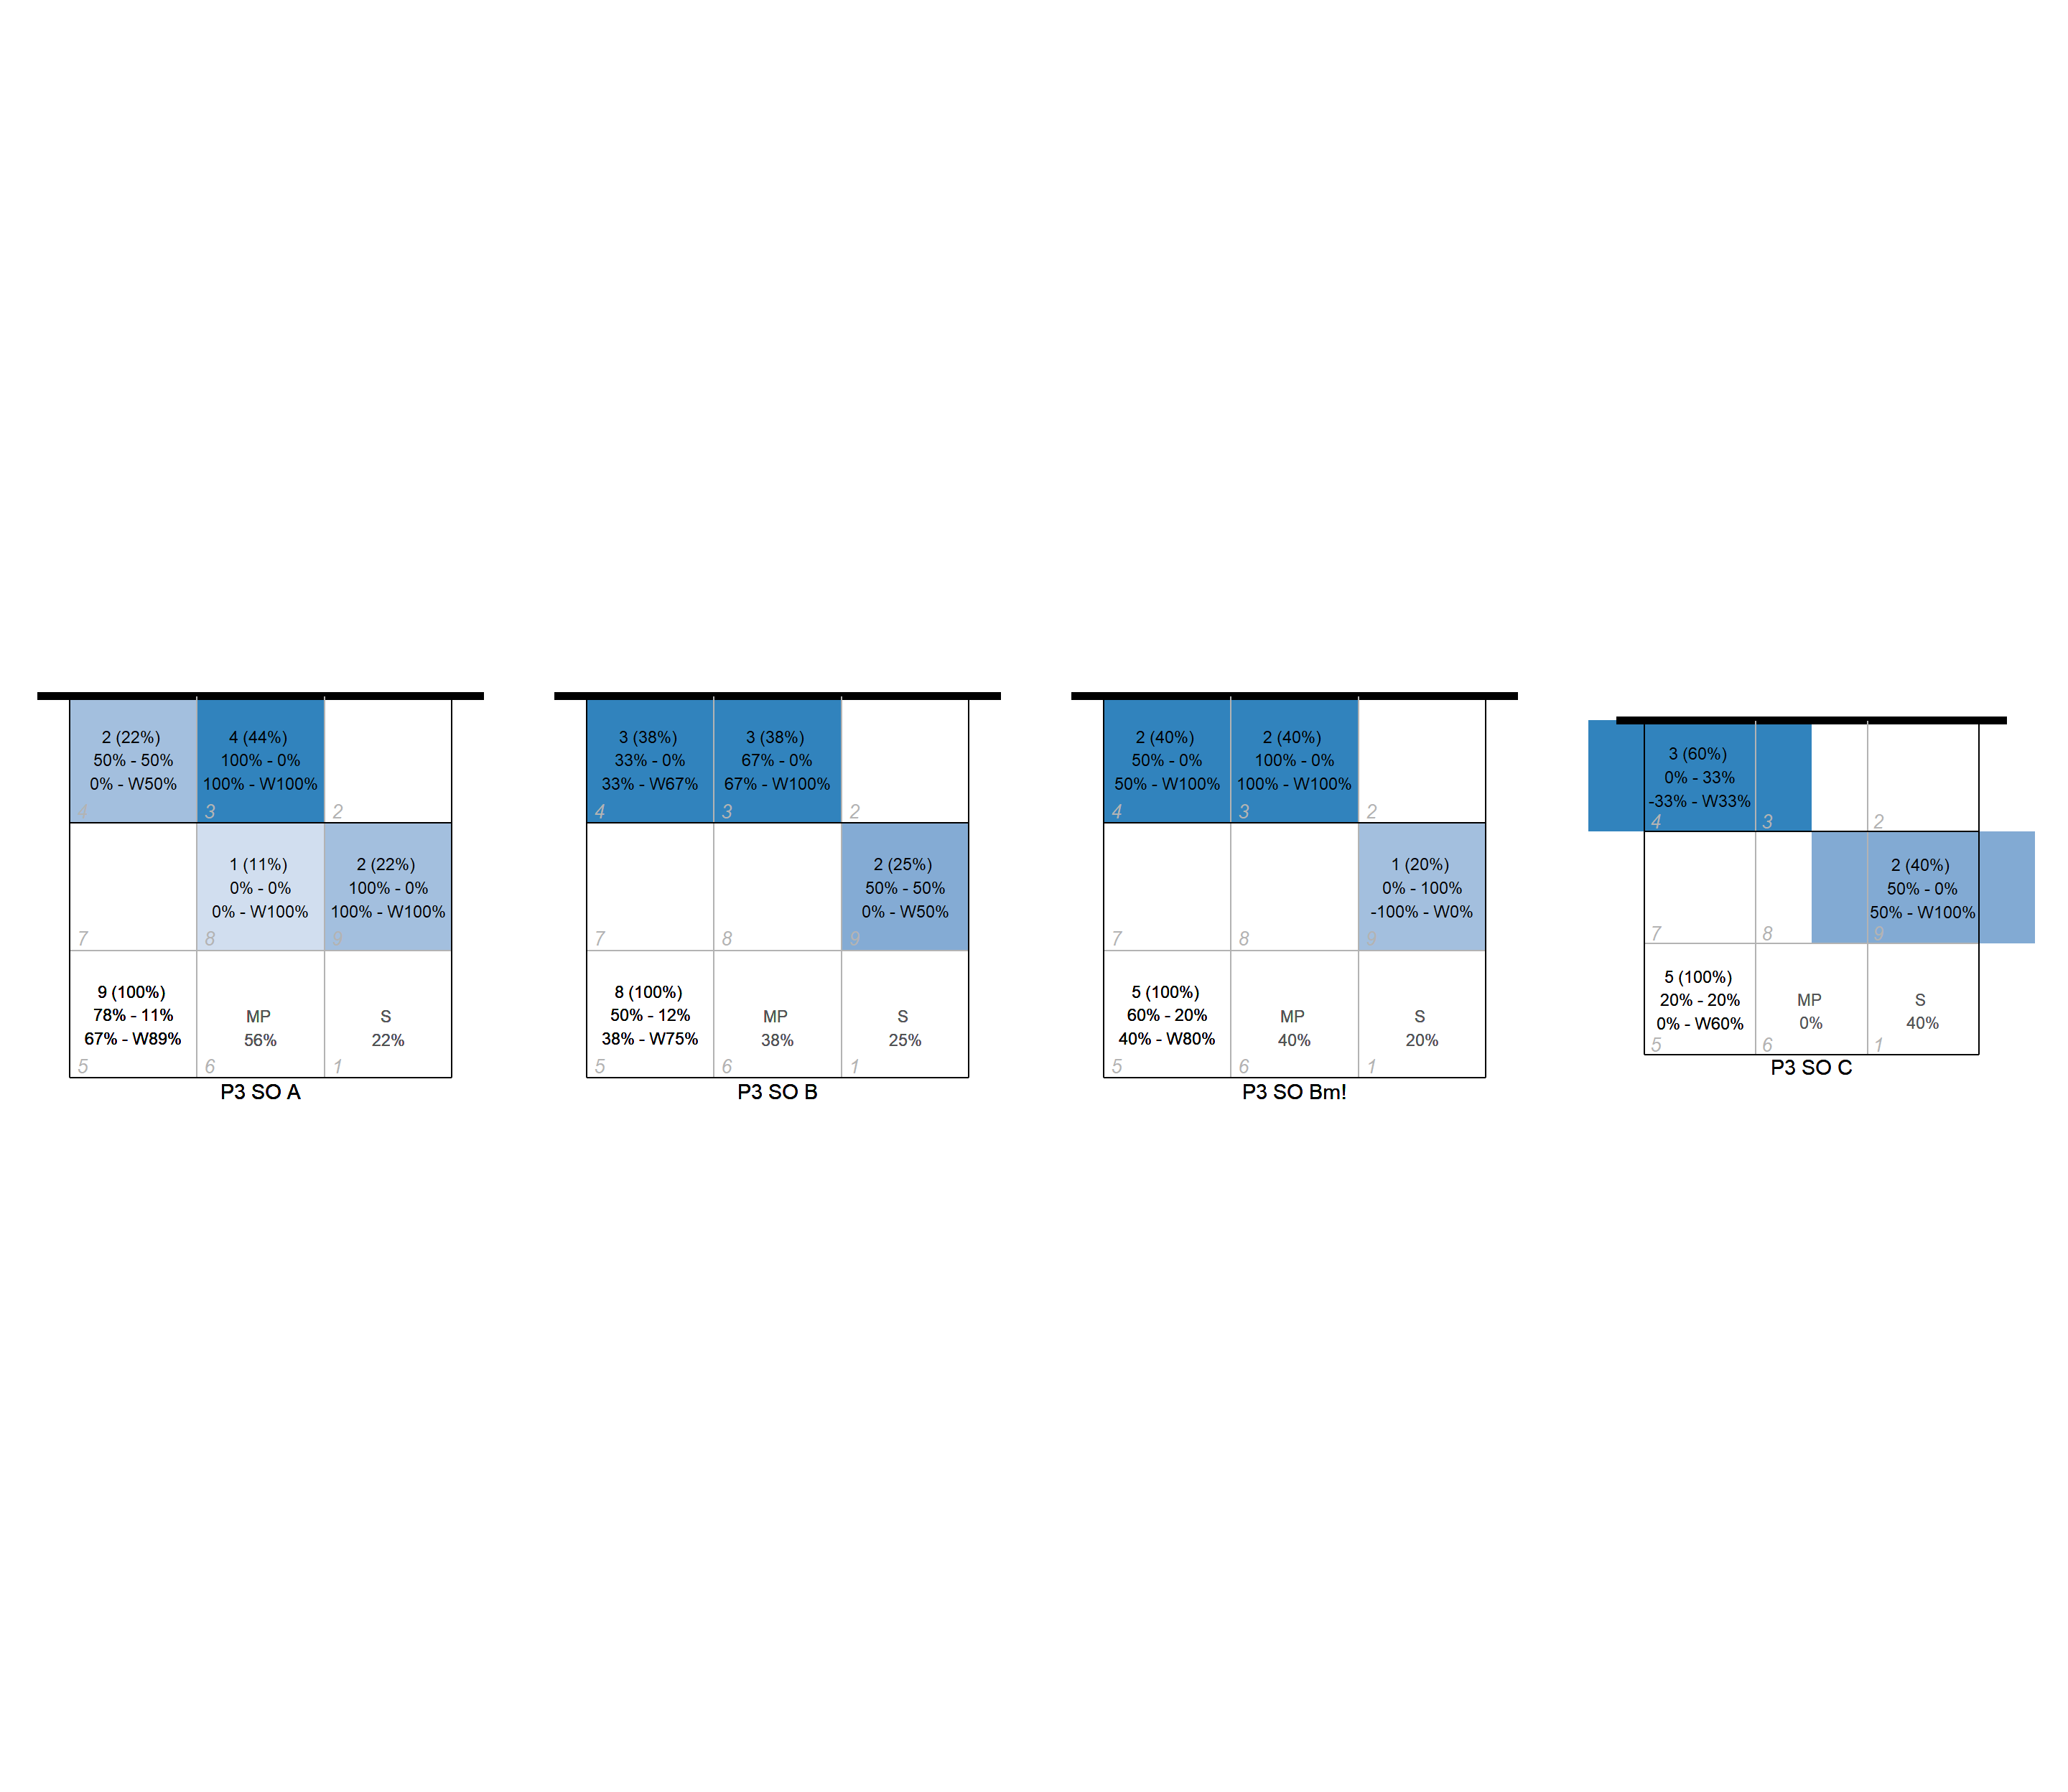 2 (22%)
50% - 50%
0% - W50%
4
4 (44%)
100% - 0%
100% - W100%
3
2
7
1 (11%)
0% - 0%
0% - W100%
8
2 (22%)
100% - 0%
100% - W100%
9
9 (100%)
78% - 11%
67% - W89%
5
MP
56%
6
S
22%
1
P3 SO A
3 (38%)
33% - 0%
33% - W67%
4
3 (38%)
67% - 0%
67% - W100%
3
2
7
8
2 (25%)
50% - 50%
0% - W50%
9
8 (100%)
50% - 12%
38% - W75%
5
MP
38%
6
S
25%
1
P3 SO B
2 (40%)
50% - 0%
50% - W100%
4
2 (40%)
100% - 0%
100% - W100%
3
2
7
8
1 (20%)
0% - 100%
-100% - W0%
9
5 (100%)
60% - 20%
40% - W80%
5
MP
40%
6
S
20%
1
P3 SO Bm!
3 (60%)
0% - 33%
-33% - W33%
4
3
2
7
8
2 (40%)
50% - 0%
50% - W100%
9
5 (100%)
20% - 20%
0% - W60%
5
MP
0%
6
S
40%
1
P3 SO C